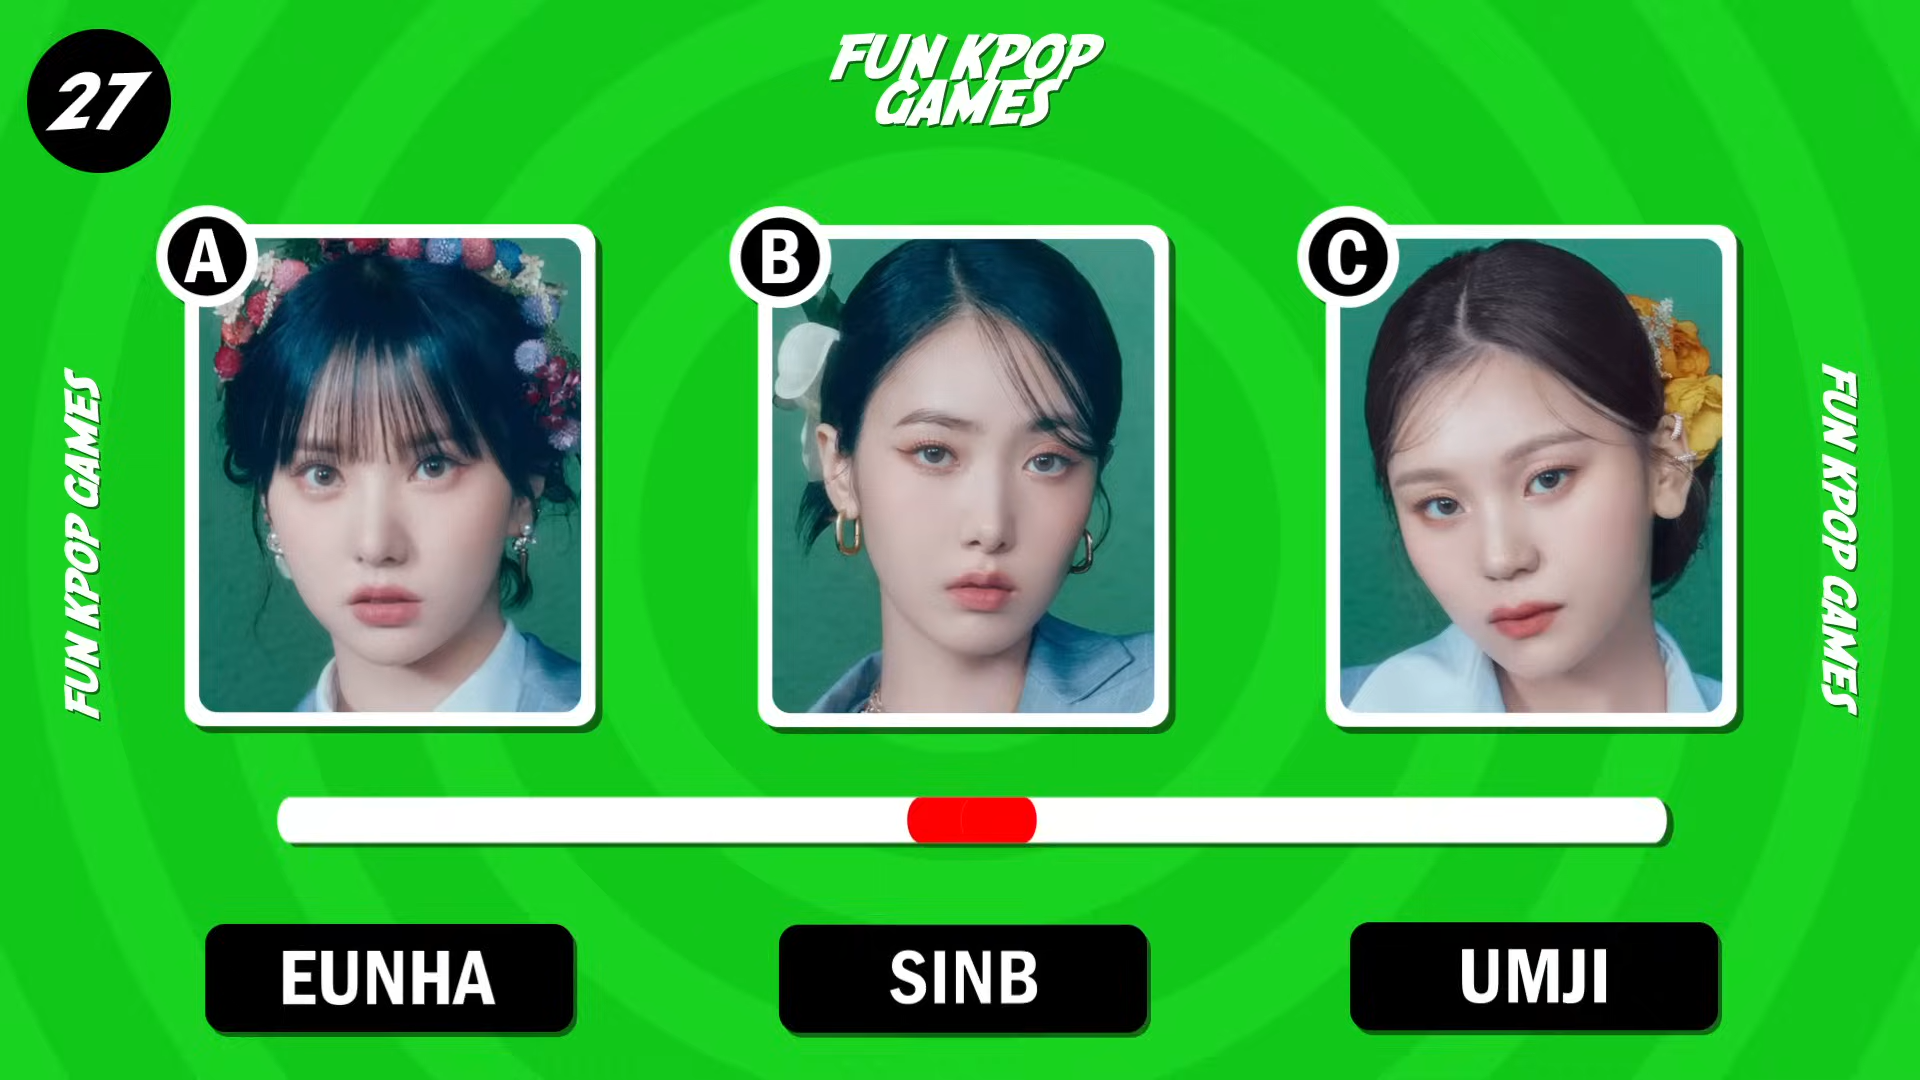 27
FUN KPOP
GAMES
A
B
C
FUN KPOP GAMES
FUN KPOP GAMES
EUNHA
SINB
UMJI